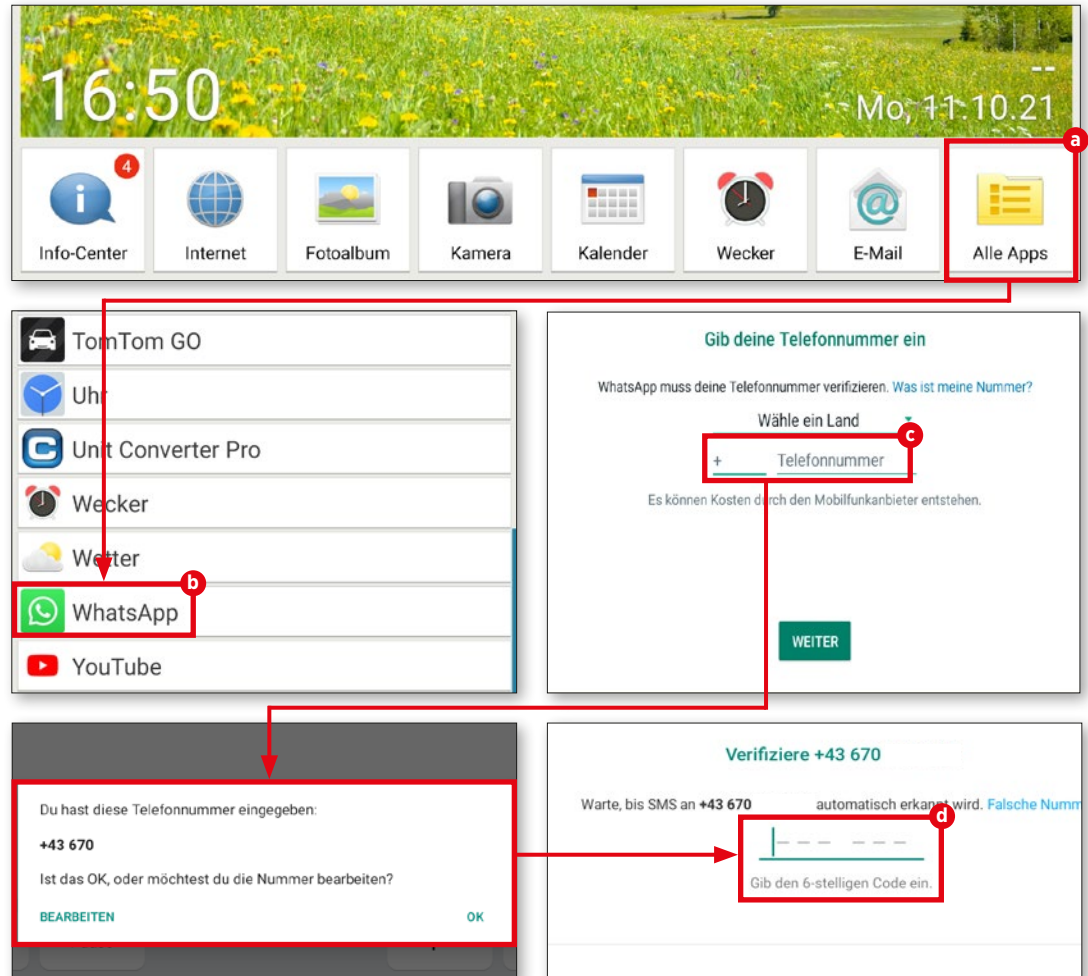 16:50
--
Mo, 11.10.21
a
4
Info-Center
Internet
Fotoalbum
Kamera
Kalender
Wecker
E-Mail
Alle Apps
TomTom GO
Uhr
Unit Converter Pro
Wecker
Wetter
b
WhatsApp
YouTube
Gib deine Telefonnummer ein
WhatsApp muss deine Telefonnummer verifizieren. Was ist meine Nummer?
Wähle ein Land
c
+ Telefonnummer
Es können Kosten durch den Mobilfunkanbieter entstehen.
WEITER
Du hast diese Telefonnummer eingegeben:
+43 670
Ist das OK, oder möchtest du die Nummer bearbeiten?
BEARBEITEN OK
Verifiziere +43 670
Warte, bis SMS an +43 670 automatisch erkannt wird. Falsche Numm
d
--- ---
Gib den 6-stelligen Code ein.